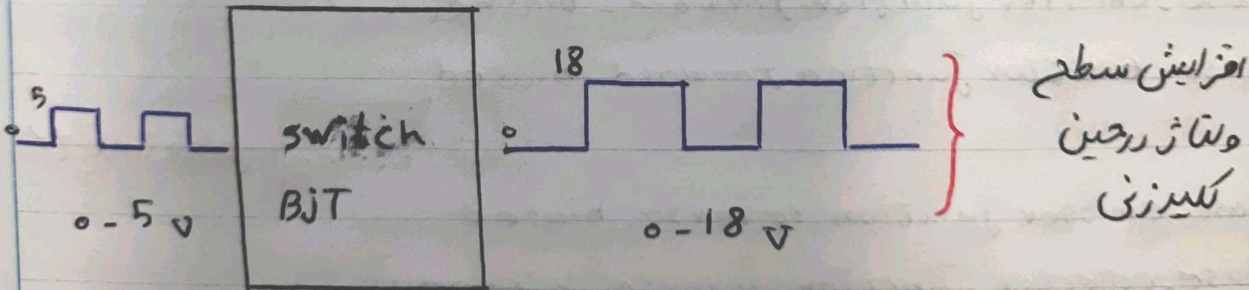 5
0
switch
BJT
0 - 5 v
18
0
0 - 18 v
افزایش سطح
ولتاژ در حین
کلیدزنی